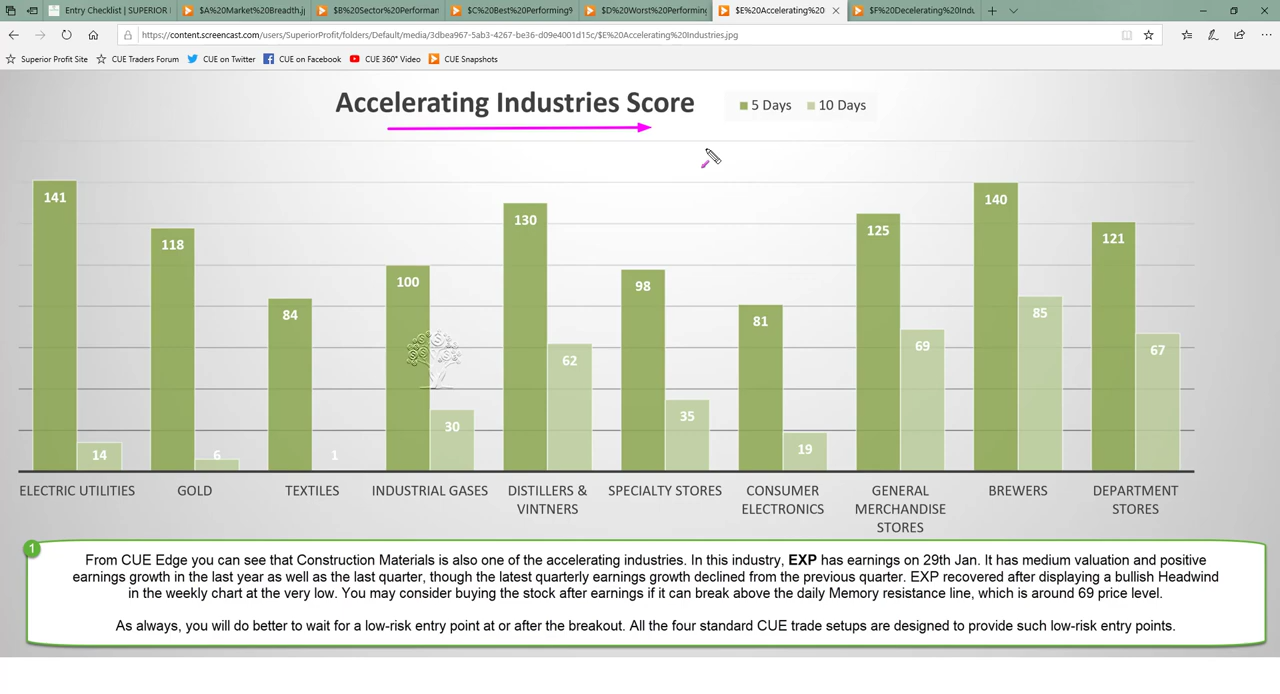 Entry Checklist | SUPERIOR
$A%20Market%20Breadth.j
$B%20Sector%20Performan
$C%20Best%20Performing%
$D%20Worst%20Performing
$E%20Accelerating%20
$F%20Decelerating%20Indu
https://content.screencast.com/users/SuperiorProfit/folders/Default/media/3dbea967-5ab3-4267-be36-d09e4001d15c/$E%20Accelerating%20Industries.jpg
Superior Profit Site
CUE Traders Forum
CUE on Twitter
CUE on Facebook
CUE 360° Video
CUE Snapshots
Accelerating Industries Score
5 Days
10 Days
141
14
118
6
84
1
100
30
130
62
98
35
81
19
125
69
140
85
121
67
ELECTRIC UTILITIES
GOLD
TEXTILES
INDUSTRIAL GASES
DISTILLERS &
VINTNERS
SPECIALTY STORES
CONSUMER
ELECTRONICS
GENERAL
MERCHANDISE
STORES
BREWERS
DEPARTMENT
STORES
1
From CUE Edge you can see that Construction Materials is also one of the accelerating industries. In this industry, EXP has earnings on 29th Jan. It has medium valuation and positive
earnings growth in the last year as well as the last quarter, though the latest quarterly earnings growth declined from the previous quarter. EXP recovered after displaying a bullish Headwind
in the weekly chart at the very low. You may consider buying the stock after earnings if it can break above the daily Memory resistance line, which is around 69 price level.
As always, you will do better to wait for a low-risk entry point at or after the breakout. All the four standard CUE trade setups are designed to provide such low-risk entry points.